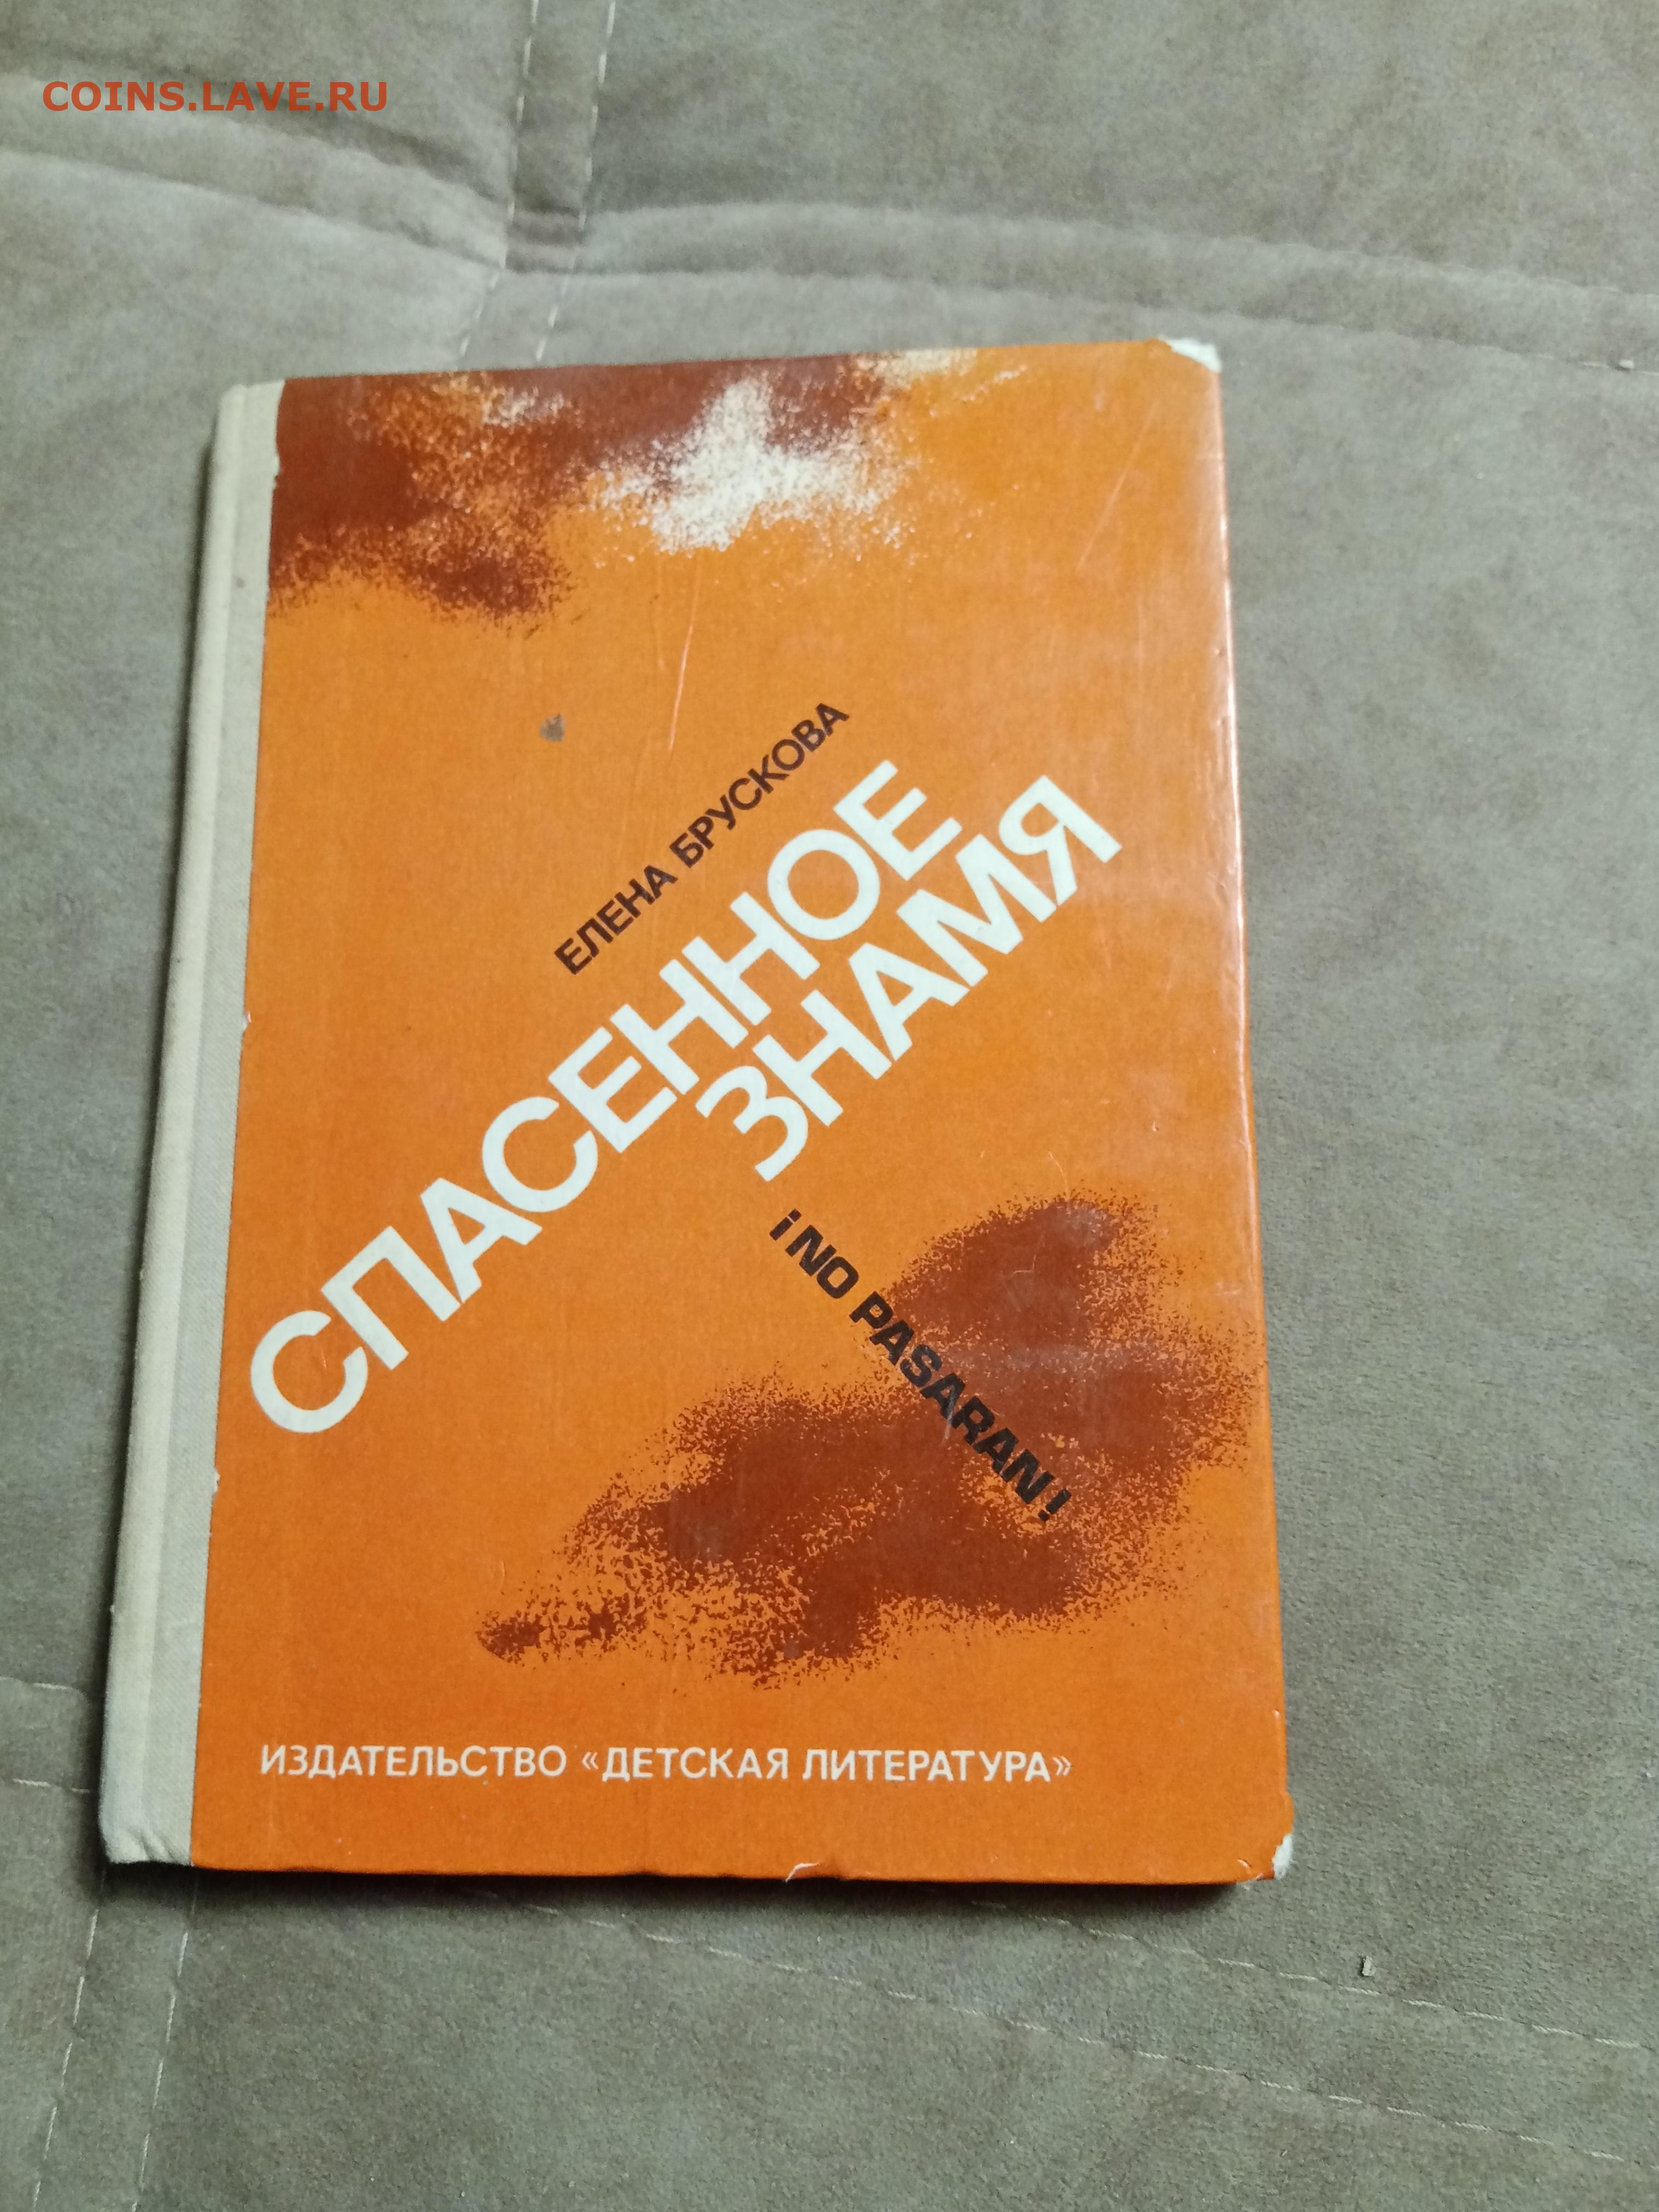 COINS.LAVE.RU
ЕЛЕНА БРУСКОВА
СПАСЕННОЕ
ЗНАМЯ
¡NO PASARAN!
ИЗДАТЕЛЬСТВО «ДЕТСКАЯ ЛИТЕРАТУРА»